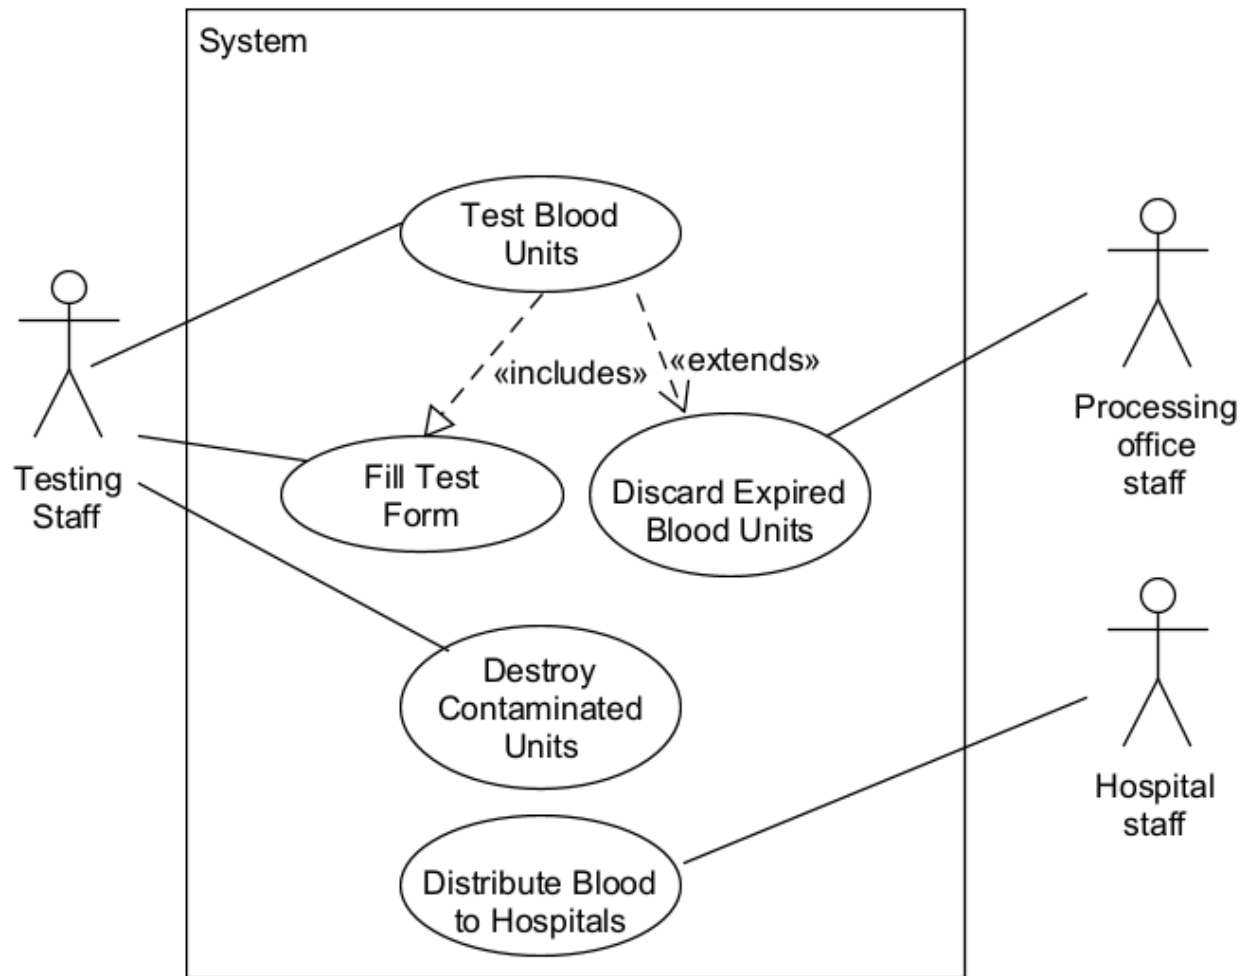 System
Test Blood
Units
«includes»
«extends»
Fill Test
Form
Discard Expired
Blood Units
Testing
Staff
Processing
office
staff
Destroy
Contaminated
Units
Hospital
staff
Distribute Blood
to Hospitals